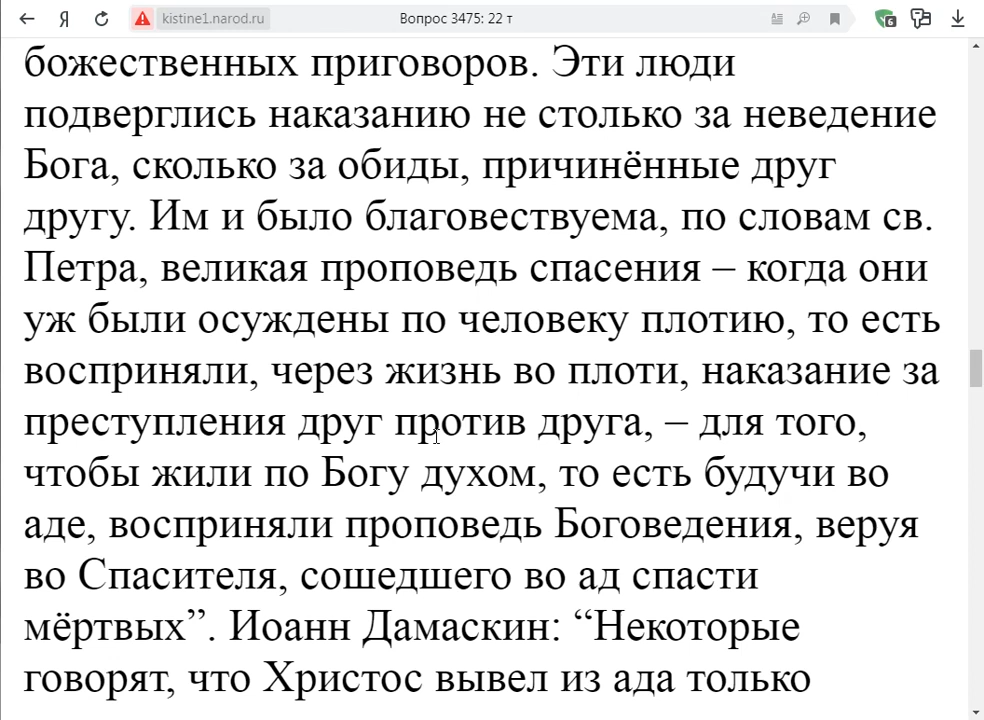 kistine1.narod.ru
Вопрос 3475: 22 т
6
божественных приговоров. Эти люди
подверглись наказанию не столько за неведение
Бога, сколько за обиды, причинённые друг
другу. Им и было благовествуема, по словам св.
Петра, великая проповедь спасения – когда они
уж были осуждены по человеку плотию, то есть
восприняли, через жизнь во плоти, наказание за
преступления друг против друга, – для того,
чтобы жили по Богу духом, то есть будучи во
аде, восприняли проповедь Боговедения, веруя
во Спасителя, сошедшего во ад спасти
мёртвых”. Иоанн Дамаскин: “Некоторые
говорят, что Христос вывел из ада только